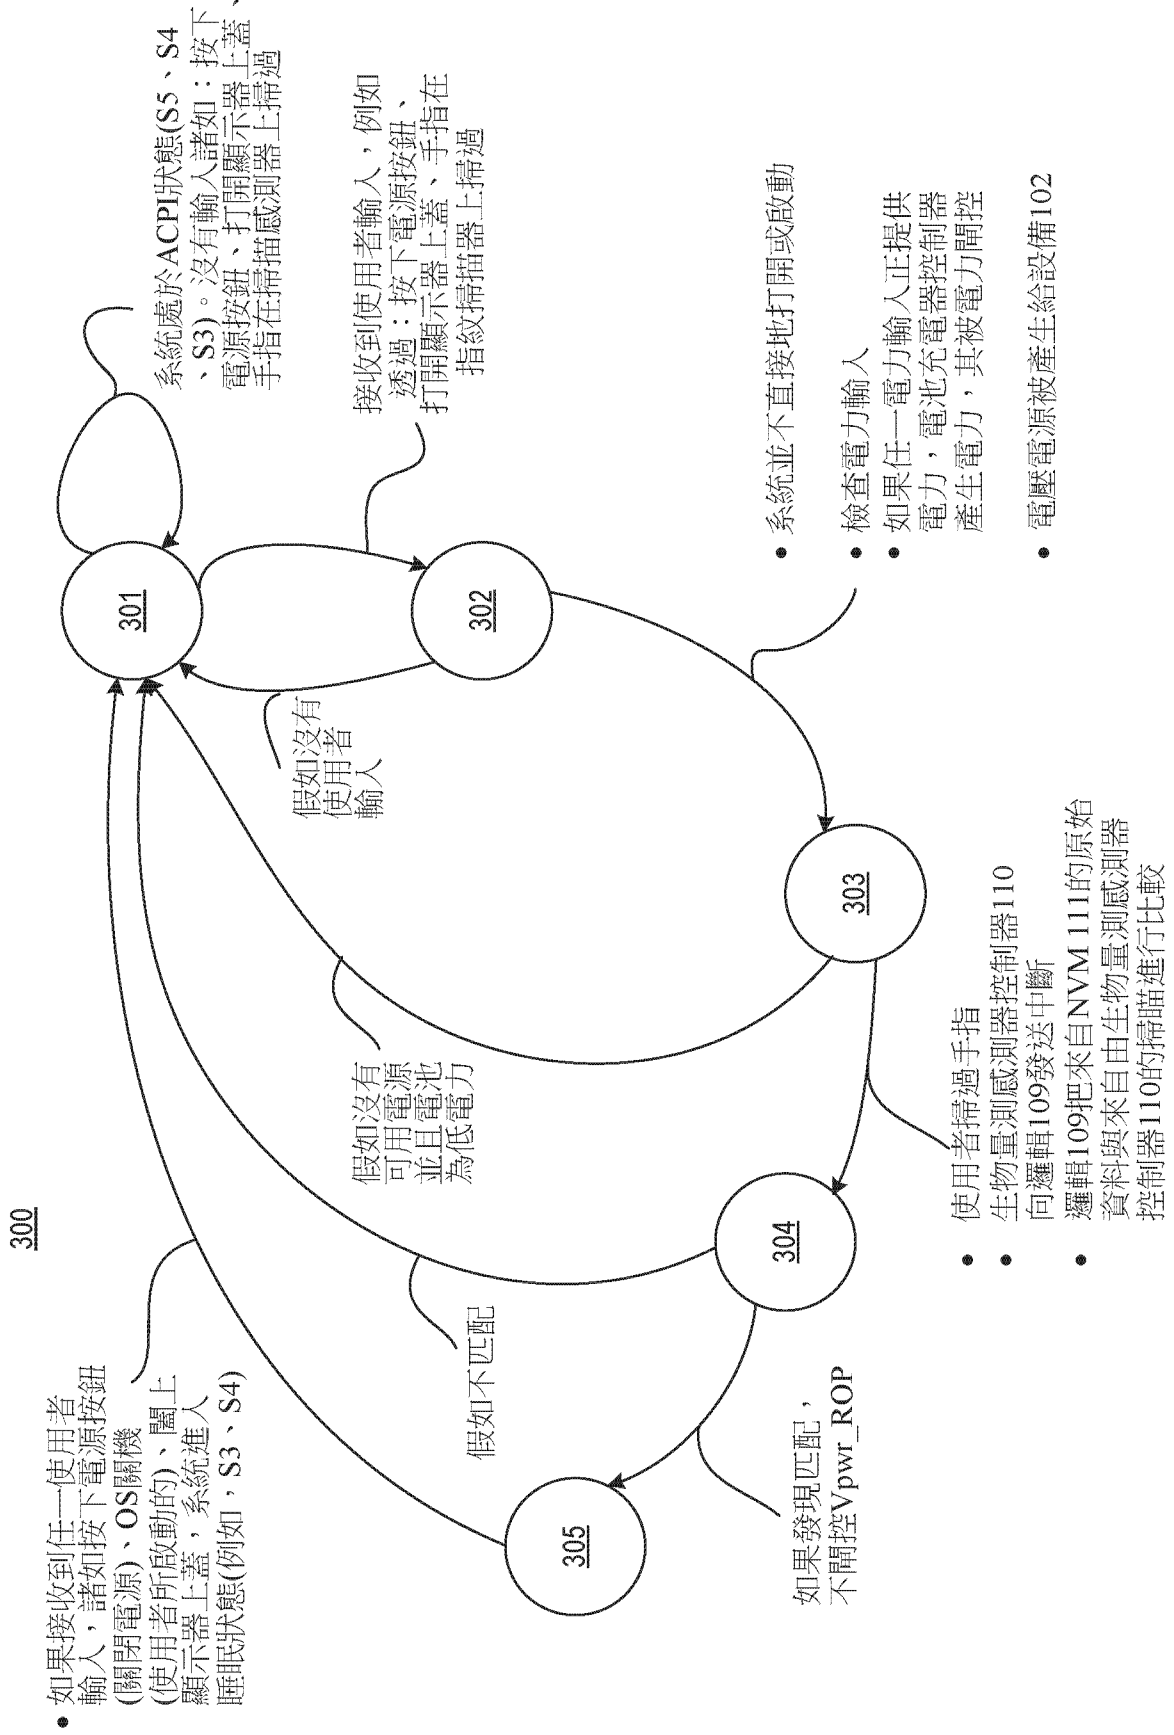 300
系統處於ACPI狀態(S5、S4
、S3)。沒有輸入諸如：按下
電源按鈕、打開顯示器上蓋、
手指在掃描感測器上掃過
301
接收到使用者輸入，例如
透過：按下電源按鈕、
打開顯示器上蓋、手指在
指紋掃描器上掃過
假如沒有
使用者
輸入
302
• 系統並不直接地打開或啟動
• 檢查電力輸入
• 如果任一電力輸入正提供
電力，電池充電器控制器
產生電力，其被電力閘控
• 電壓電源被產生給設備102
303
假如沒有
可用電源
並且電池
為低電力
• 使用者掃過手指
• 生物量測感測器控制器110
向邏輯109發送中斷
• 邏輯109把來自NVM 111的原始
資料與來自由生物量測感測器
控制器110的掃瞄進行比較
304
假如不匹配
如果發現匹配，
不閘控Vpwr_ROP
305
• 如果接收到任一使用者
輸入，諸如按下電源按鈕
(關閉電源)、OS關機
(使用者所啟動的)、闔上
顯示器上蓋，系統進入
睡眠狀態(例如，S3、S4)